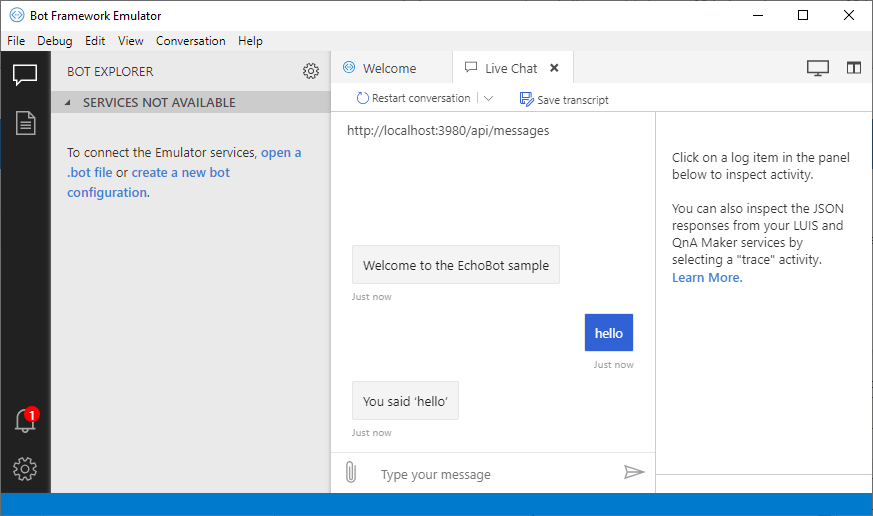 Bot Framework Emulator
File Debug Edit View Conversation Help
BOT EXPLORER
SERVICES NOT AVAILABLE
To connect the Emulator services, open a
.bot file or create a new bot
configuration.
1
Welcome
Live Chat
Restart conversation
Save transcript
http://localhost:3980/api/messages
Welcome to the EchoBot sample
Just now
hello
Just now
You said ‘hello’
Just now
Type your message
Click on a log item in the panel
below to inspect activity.
You can also inspect the JSON
responses from your LUIS and
QnA Maker services by
selecting a "trace" activity.
Learn More.